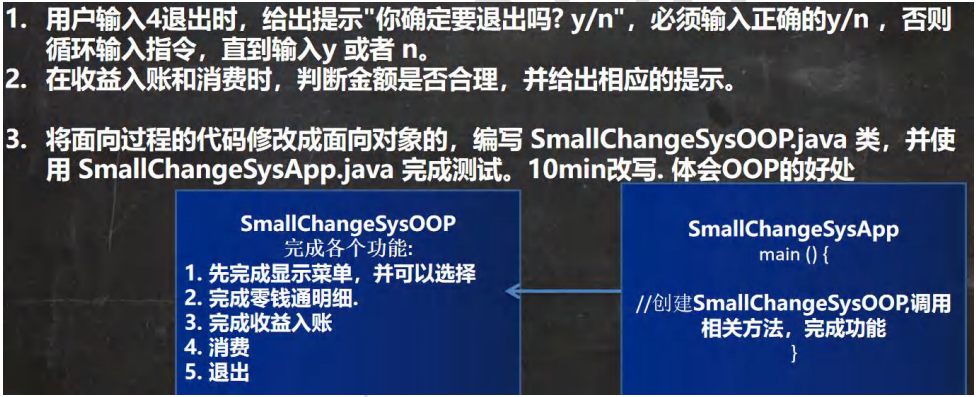 1. 用户输入4退出时，给出提示"你确定要退出吗? y/n"，必须输入正确的y/n ，否则
循环输入指令，直到输入y 或者 n。
2. 在收益入账和消费时，判断金额是否合理，并给出相应的提示。
3. 将面向过程的代码修改成面向对象的，编写 SmallChangeSysOOP.java 类，并使
用 SmallChangeSysApp.java 完成测试。10min改写. 体会OOP的好处
SmallChangeSysOOP
完成各个功能:
1. 先完成显示菜单，并可以选择
2. 完成零钱通明细.
3. 完成收益入账
4. 消费
5. 退出
SmallChangeSysApp
main () {
//创建SmallChangeSysOOP,调用
相关方法，完成功能
}